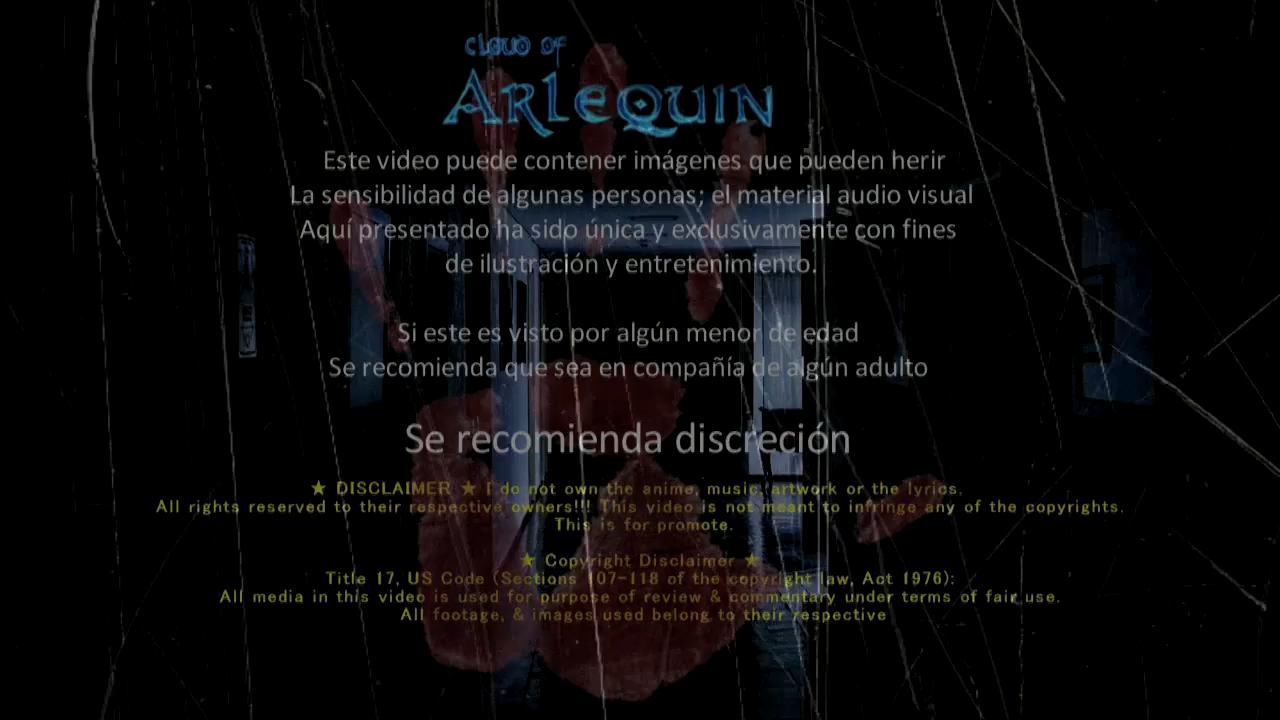 cloud of
ARLEQUIN
Este video puede contener imágenes que pueden herir
La sensibilidad de algunas personas; el material audio visual
Aquí presentado ha sido única y exclusivamente con fines
de ilustración y entretenimiento.
Si este es visto por algún menor de edad
Se recomienda que sea en compañía de algún adulto
Se recomienda discreción
★ DISCLAIMER ★ I do not own the anime, music, artwork or the lyrics.
All rights reserved to their respective owners!!! This video is not meant to infringe any of the copyrights.
This is for promote.
★ Copyright Disclaimer ★
Title 17, US Code (Sections 107-118 of the copyright law, Act 1976):
All media in this video is used for purpose of review & commentary under terms of fair use.
All footage, & images used belong to their respective